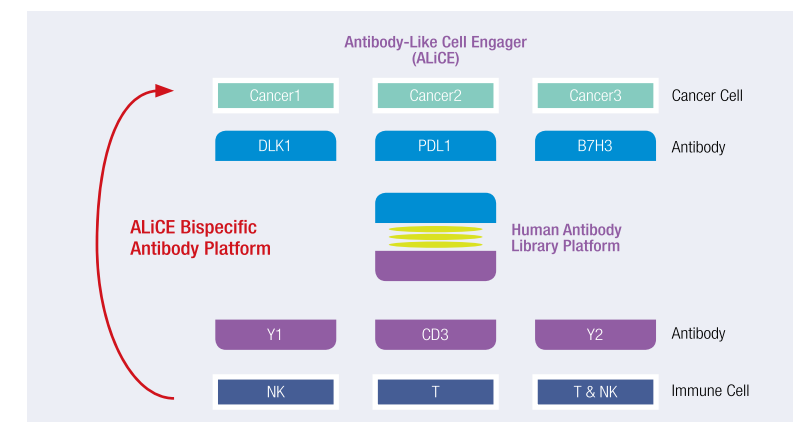 Antibody-Like Cell Engager
(ALiCE)
Cancer1 Cancer2 Cancer3 Cancer Cell
DLK1 PDL1 B7H3 Antibody
ALiCE Bispecific
Antibody Platform
Human Antibody
Library Platform
Y1 CD3 Y2 Antibody
NK T T & NK Immune Cell